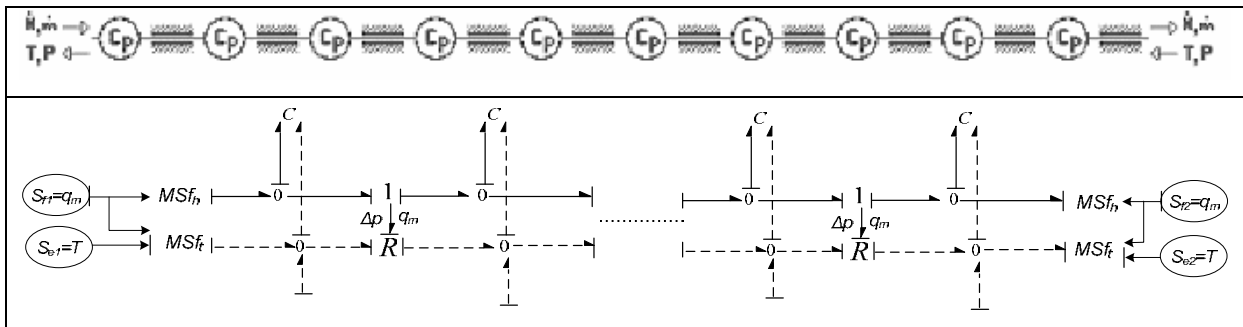 Ḣ,ṁ Cp Cp Cp Cp Cp Cp Cp Cp Cp Ḣ,ṁ
T,P T,P
C C C C
Sf1=qm MSfh 0 1 0 0 1 0 MSfh Sf2=qm
Δp qm Δp qm
Se1=T MSft 0 R 0 .............. 0 R 0 MSft Se2=T